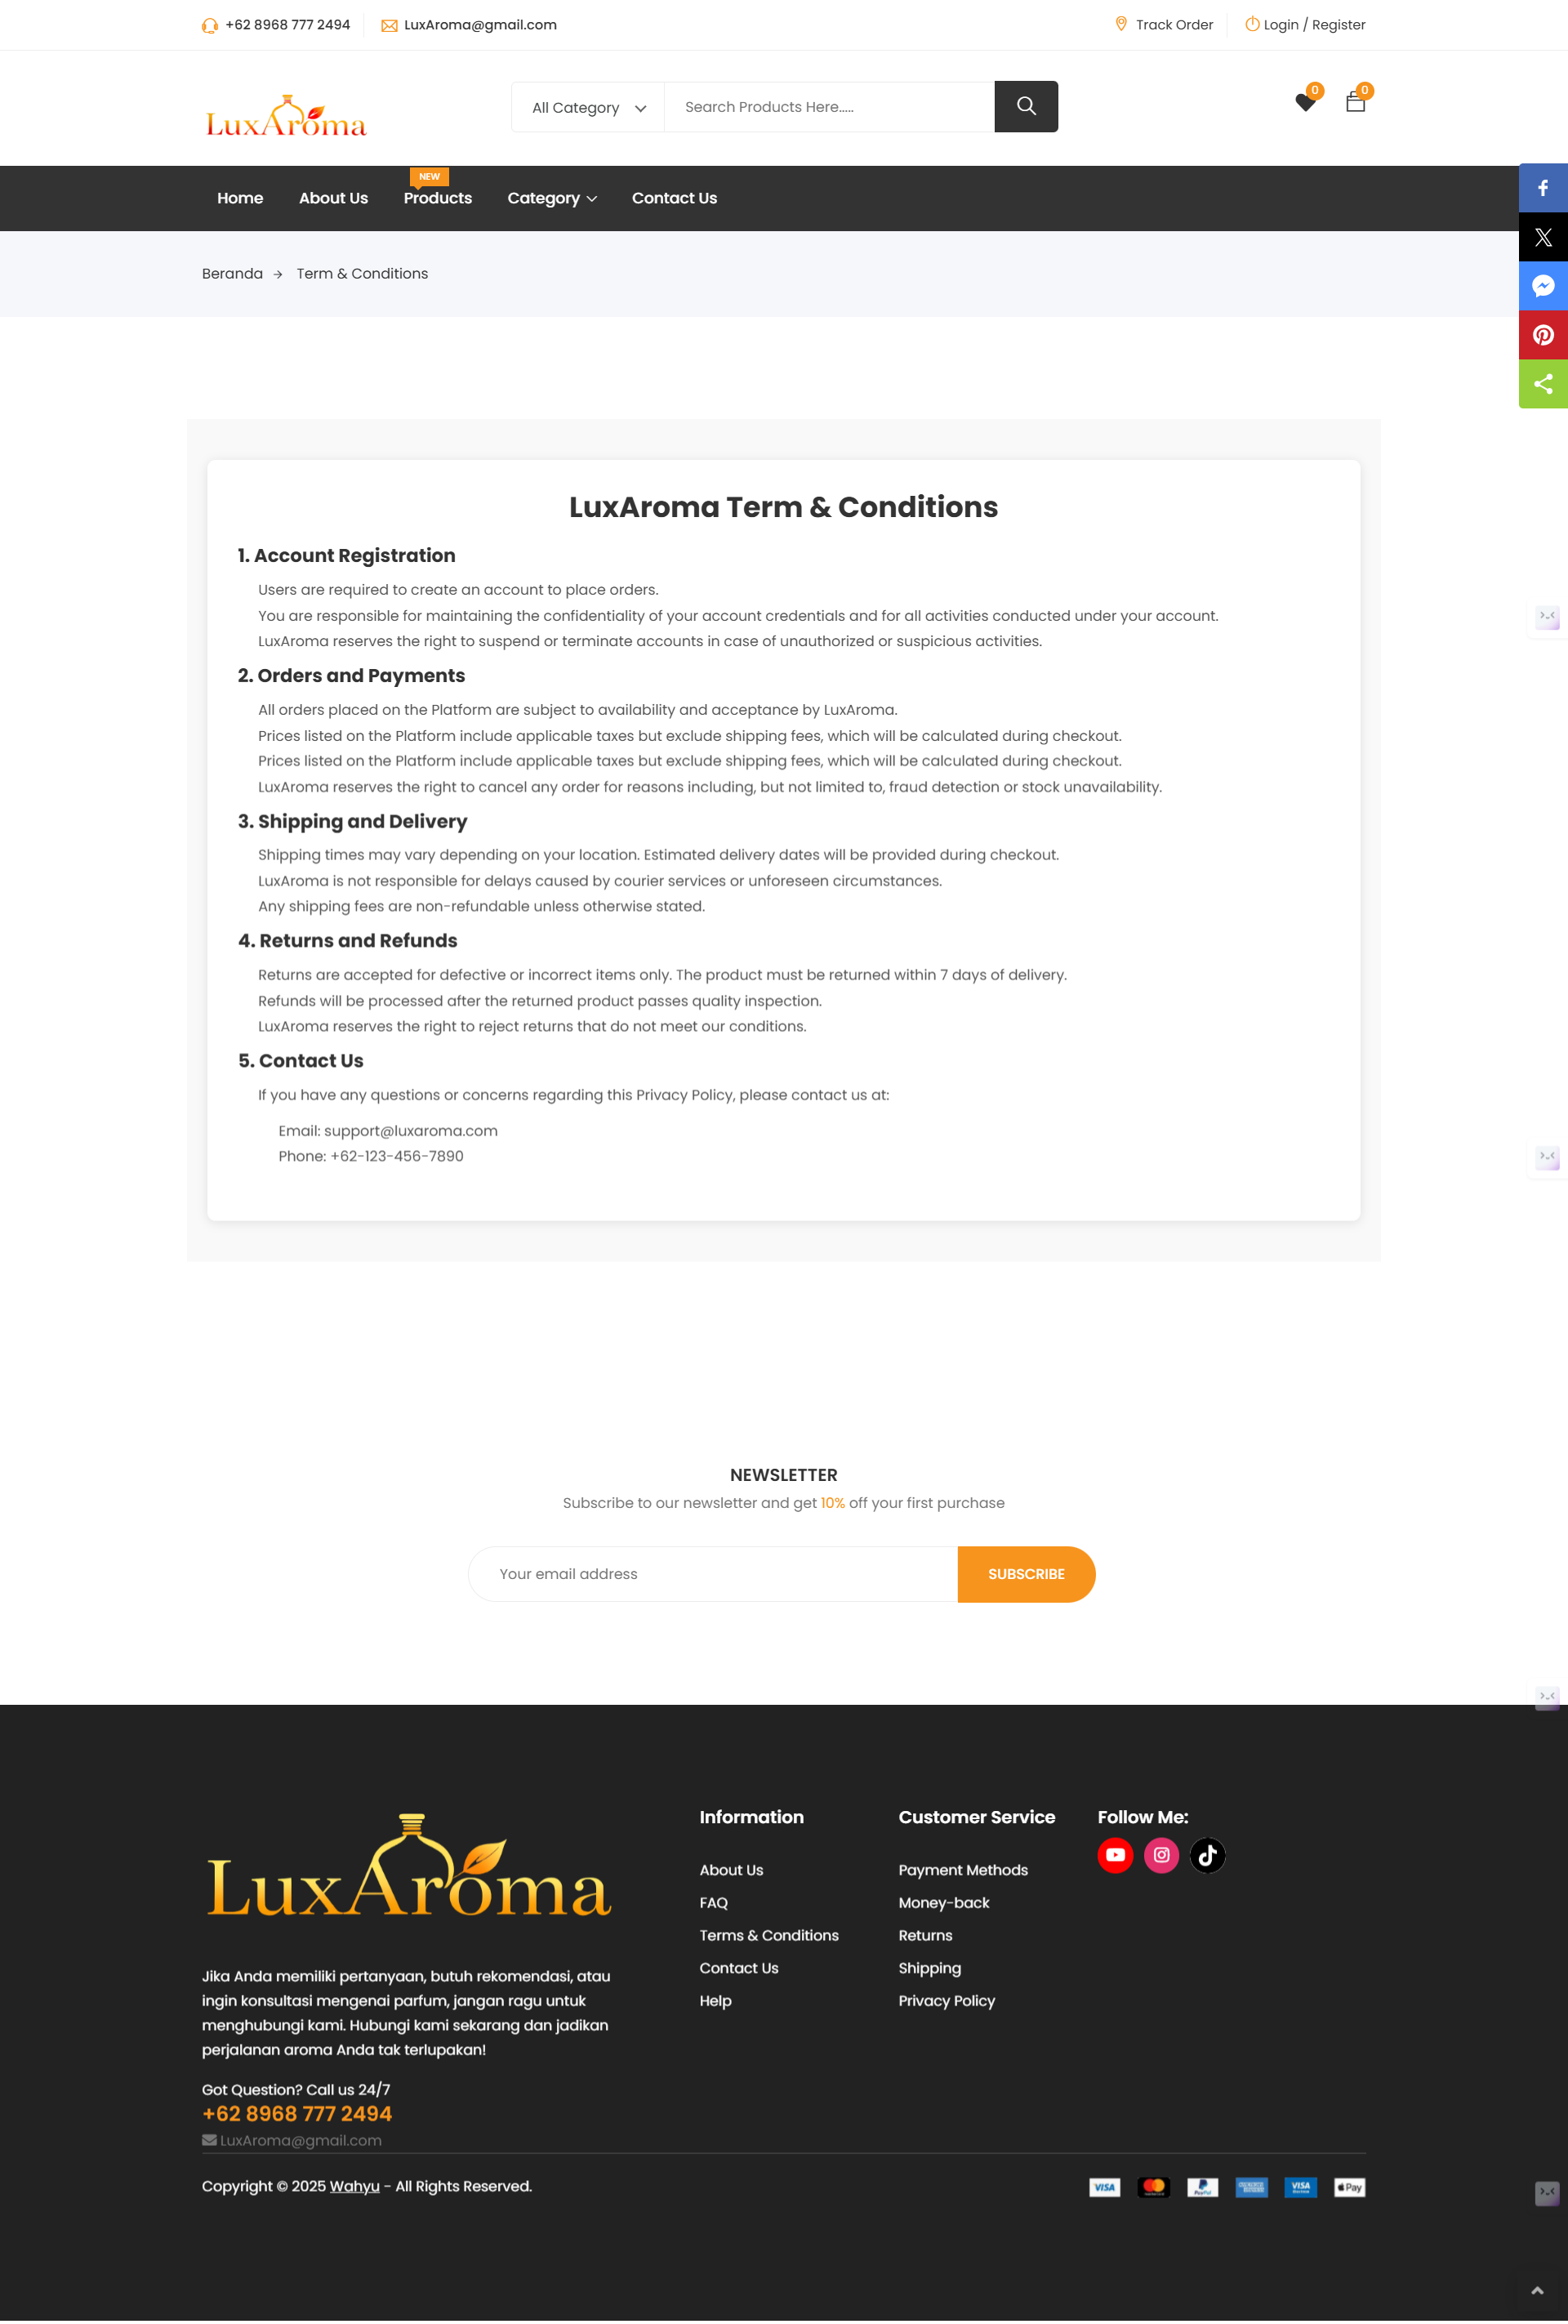 +62 8968 777 2494
LuxAroma@gmail.com
Track Order
Login / Register
LuxAroma
All Category
Search Products Here.....
0
0
NEW
Home
About Us
Products
Category
Contact Us
Beranda
Term & Conditions
LuxAroma Term & Conditions
1. Account Registration
Users are required to create an account to place orders.
You are responsible for maintaining the confidentiality of your account credentials and for all activities conducted under your account.
LuxAroma reserves the right to suspend or terminate accounts in case of unauthorized or suspicious activities.
2. Orders and Payments
All orders placed on the Platform are subject to availability and acceptance by LuxAroma.
Prices listed on the Platform include applicable taxes but exclude shipping fees, which will be calculated during checkout.
Prices listed on the Platform include applicable taxes but exclude shipping fees, which will be calculated during checkout.
LuxAroma reserves the right to cancel any order for reasons including, but not limited to, fraud detection or stock unavailability.
3. Shipping and Delivery
Shipping times may vary depending on your location. Estimated delivery dates will be provided during checkout.
LuxAroma is not responsible for delays caused by courier services or unforeseen circumstances.
Any shipping fees are non-refundable unless otherwise stated.
4. Returns and Refunds
Returns are accepted for defective or incorrect items only. The product must be returned within 7 days of delivery.
Refunds will be processed after the returned product passes quality inspection.
LuxAroma reserves the right to reject returns that do not meet our conditions.
5. Contact Us
If you have any questions or concerns regarding this Privacy Policy, please contact us at:
Email: support@luxaroma.com
Phone: +62-123-456-7890
NEWSLETTER
Subscribe to our newsletter and get 10% off your first purchase
Your email address
SUBSCRIBE
LuxAroma
Jika Anda memiliki pertanyaan, butuh rekomendasi, atau
ingin konsultasi mengenai parfum, jangan ragu untuk
menghubungi kami. Hubungi kami sekarang dan jadikan
perjalanan aroma Anda tak terlupakan!
Got Question? Call us 24/7
+62 8968 777 2494
LuxAroma@gmail.com
Information
About Us
FAQ
Terms & Conditions
Contact Us
Help
Customer Service
Payment Methods
Money-back
Returns
Shipping
Privacy Policy
Follow Me:
Copyright © 2025 Wahyu - All Rights Reserved.
VISA
PayPal
VISA
Pay